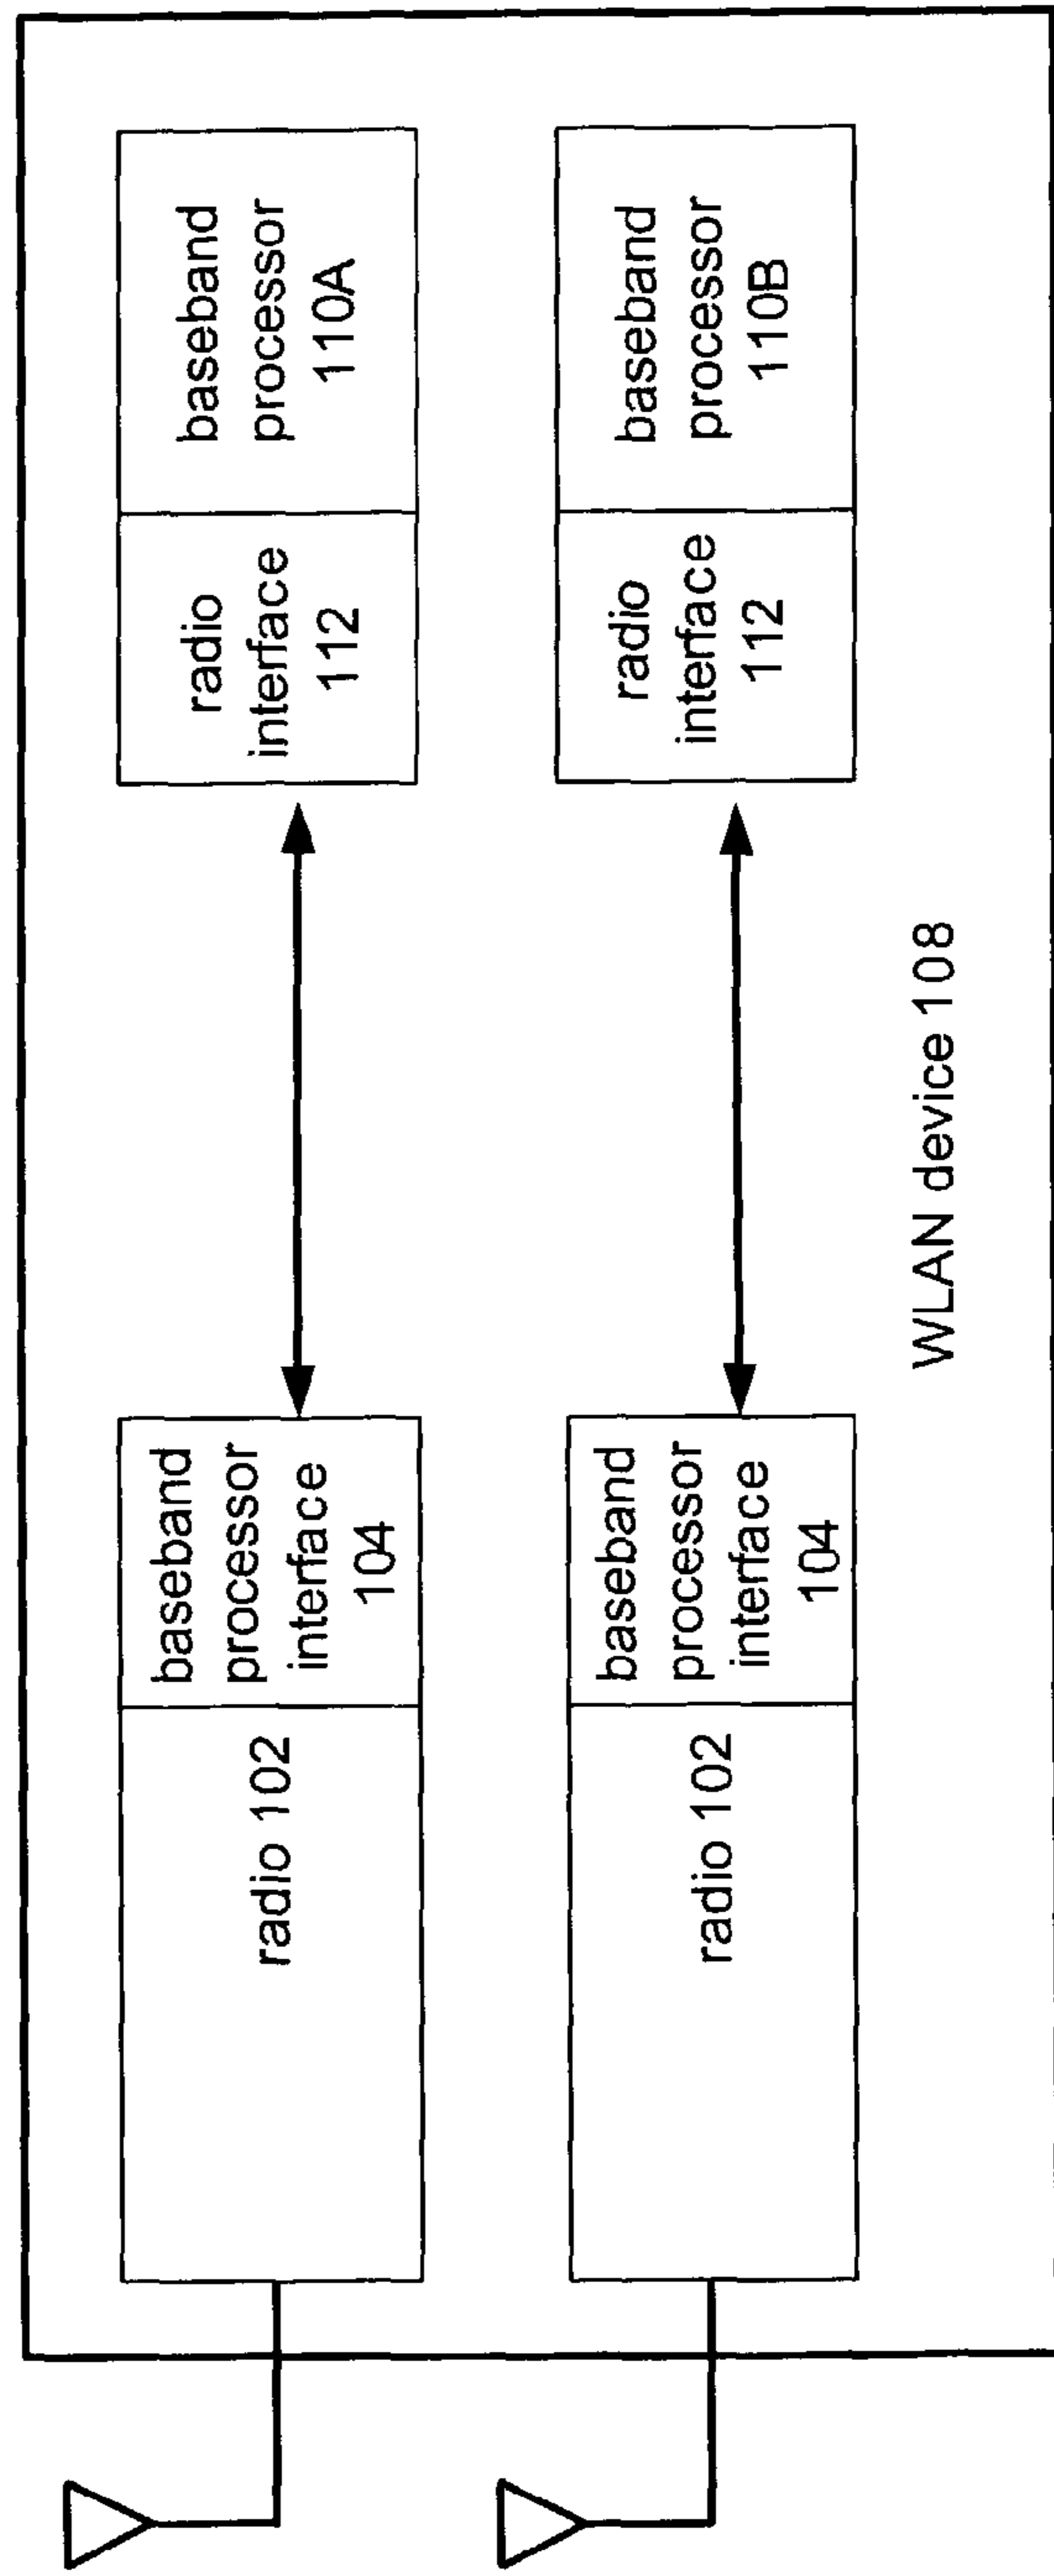 radio 102
baseband
processor
interface
104
radio
interface
112
baseband
processor
110A
radio 102
baseband
processor
interface
104
radio
interface
112
baseband
processor
110B
WLAN device 108